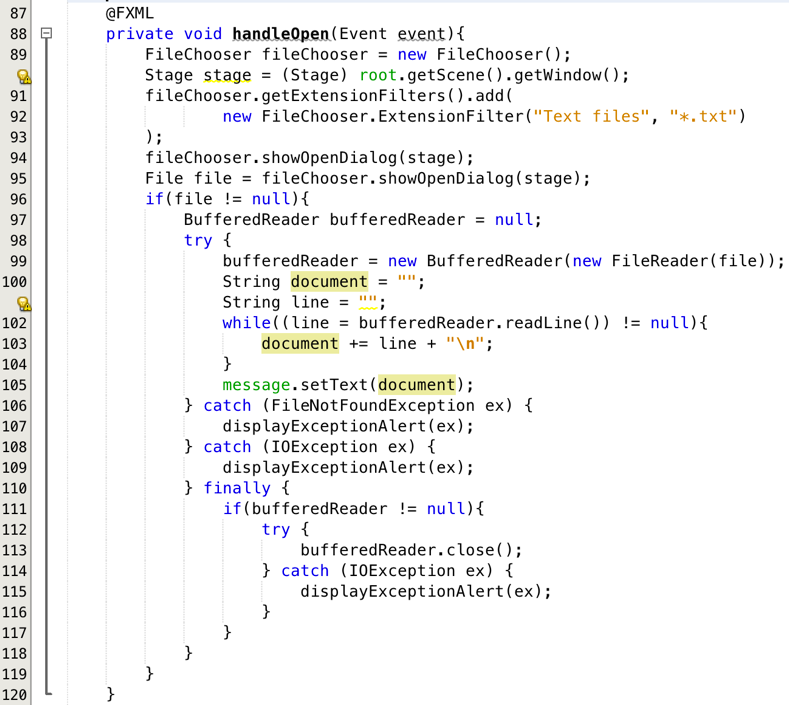 87 @FXML
88 private void handleOpen(Event event){
89 FileChooser fileChooser = new FileChooser();
Stage stage = (Stage) root.getScene().getWindow();
91 fileChooser.getExtensionFilters().add(
92 new FileChooser.ExtensionFilter("Text files", "*.txt")
93 );
94 fileChooser.showOpenDialog(stage);
95 File file = fileChooser.showOpenDialog(stage);
96 if(file != null){
97 BufferedReader bufferedReader = null;
98 try {
99 bufferedReader = new BufferedReader(new FileReader(file));
100 String document = "";
String line = "";
102 while((line = bufferedReader.readLine()) != null){
103 document += line + "\n";
104 }
105 message.setText(document);
106 } catch (FileNotFoundException ex) {
107 displayExceptionAlert(ex);
108 } catch (IOException ex) {
109 displayExceptionAlert(ex);
110 } finally {
111 if(bufferedReader != null){
112 try {
113 bufferedReader.close();
114 } catch (IOException ex) {
115 displayExceptionAlert(ex);
116 }
117 }
118 }
119 }
120 }